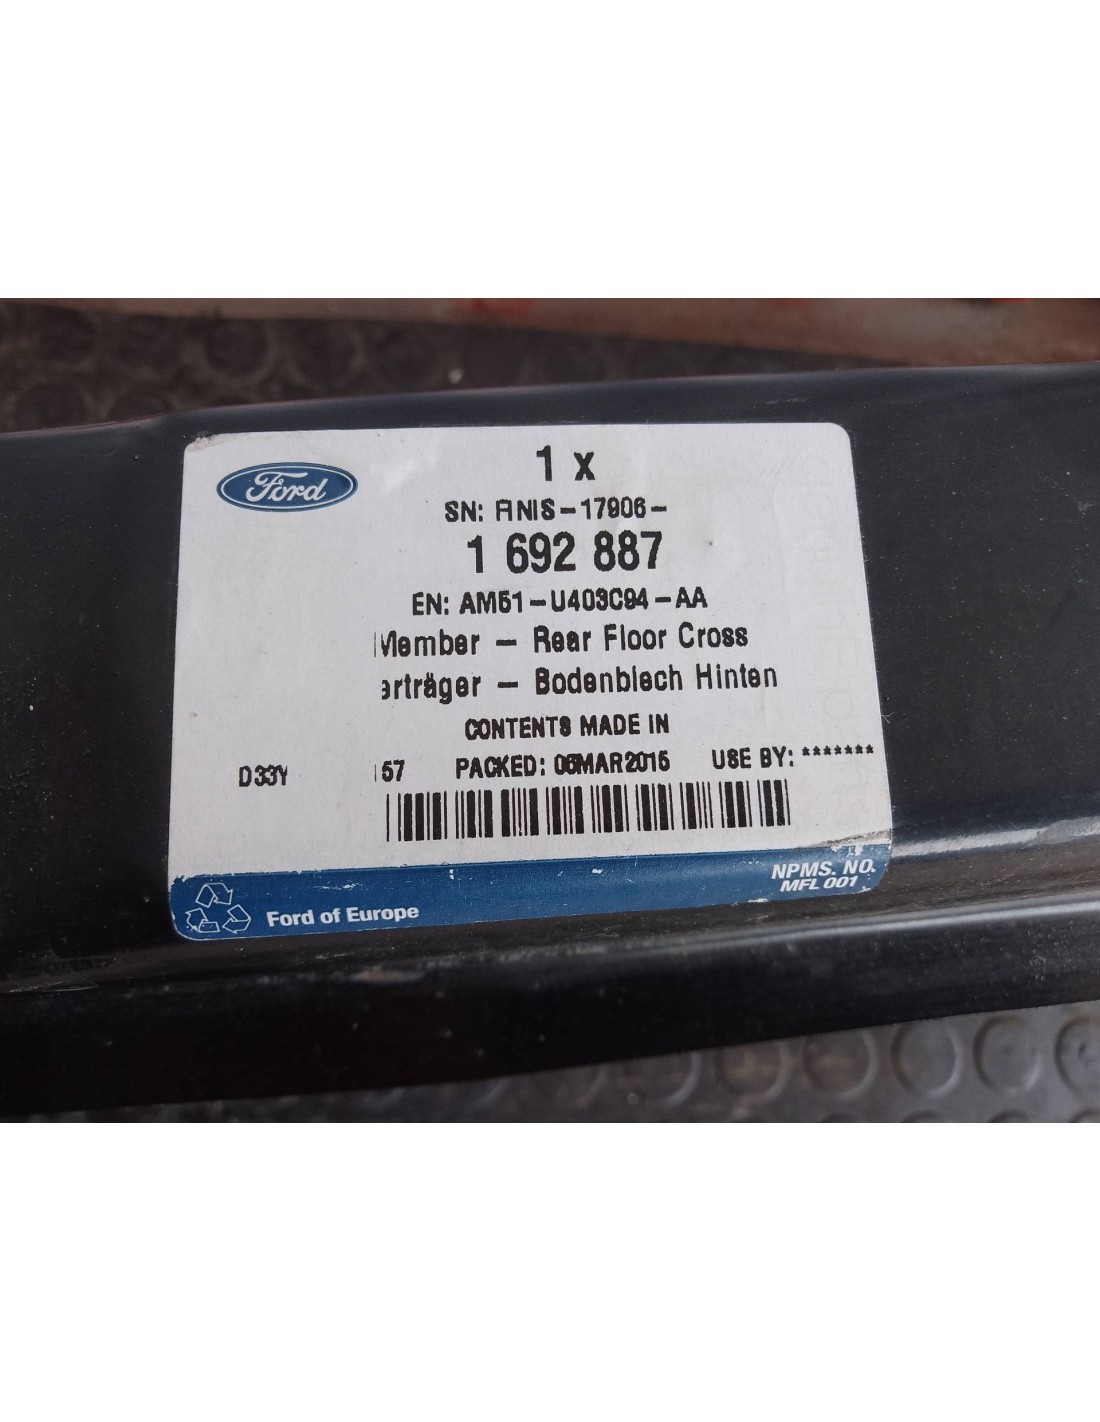 Ford
1 x
SN: FINIS-17906-
1 692 887
EN: AM51-U403C94-AA
Member - Rear Floor Cross
erträger - Bodenblech Hinten
CONTENTS MADE IN
D33Y 157 PACKED: 06MAR2015 USE BY: *******
NPMS. NO.
MFL 001
Ford of Europe